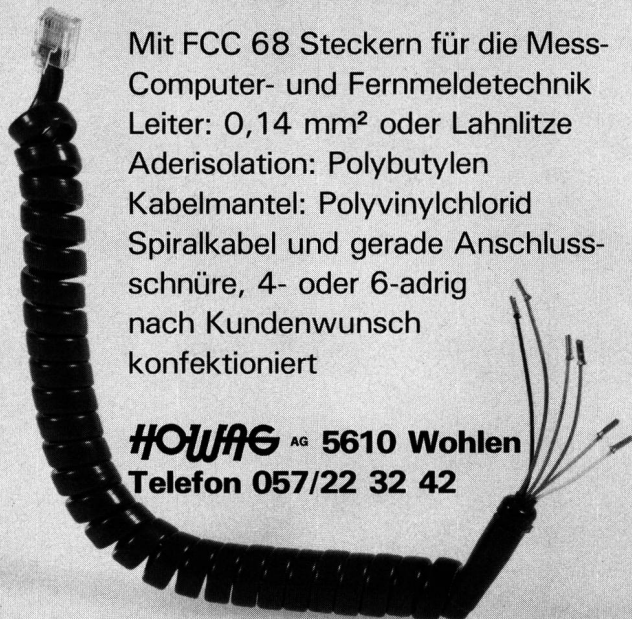 Mit FCC 68 Steckern für die Mess-
Computer- und Fernmeldetechnik
Leiter: 0,14 mm² oder Lahnlitze
Aderisolation: Polybutylen
Kabelmantel: Polyvinylchlorid
Spiralkabel und gerade Anschluss-
schnüre, 4- oder 6-adrig
nach Kundenwunsch
konfektioniert
HOWAG AG 5610 Wohlen
Telefon 057/22 32 42